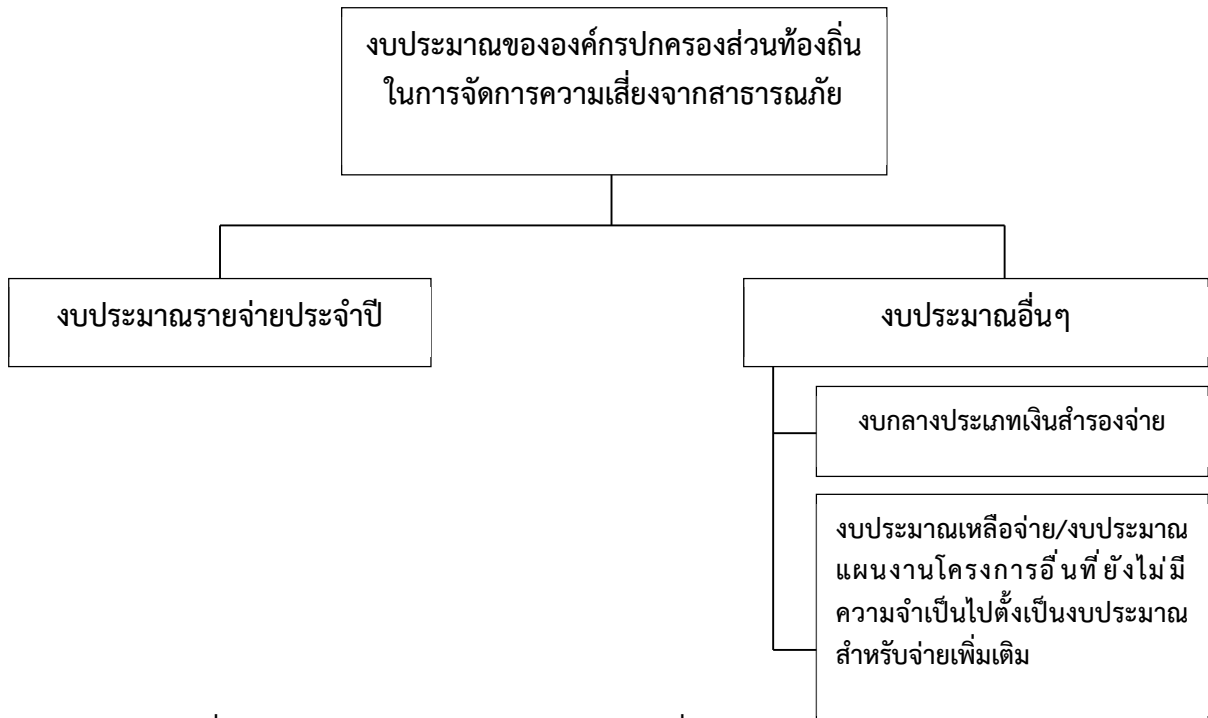 งบประมาณขององค์กรปกครองส่วนท้องถิ่น
ในการจัดการความเสี่ยงจากสาธารณภัย
งบประมาณรายจ่ายประจำปี
งบประมาณอื่นๆ
งบกลางประเภทเงินสำรองจ่าย
งบประมาณเหลือจ่าย/งบประมาณ
แผนงานโครงการอื่นที่ยังไม่มี
ความจำเป็นไปตั้งเป็นงบประมาณ
สำหรับจ่ายเพิ่มเติม